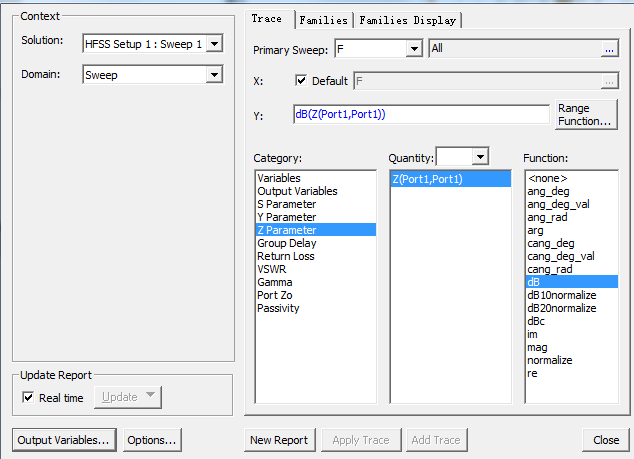 Context
Solution: HFSS Setup 1 : Sweep 1
Domain: Sweep
Update Report
Real time Update
Output Variables... Options...
Trace Families Families Display
Primary Sweep: F All ...
X: Default F ...
Y: dB(Z(Port1,Port1)) Range Function...
Category:
Variables
Output Variables
S Parameter
Y Parameter
Z Parameter
Group Delay
Return Loss
VSWR
Gamma
Port Zo
Passivity
Quantity:
Z(Port1,Port1)
Function:
<none>
ang_deg
ang_deg_val
ang_rad
arg
cang_deg
cang_deg_val
cang_rad
dB
dB10normalize
dB20normalize
dBc
im
mag
normalize
re
New Report Apply Trace Add Trace Close